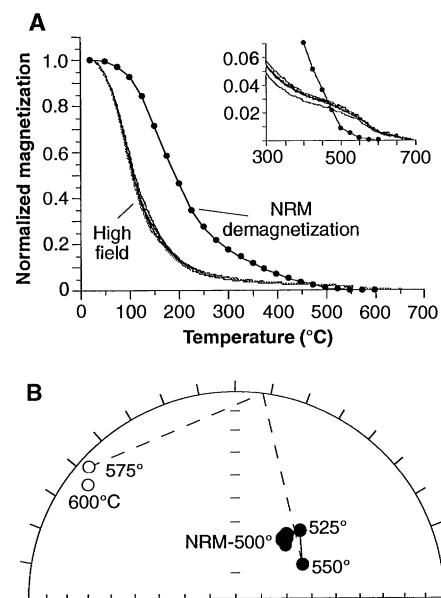 A
Normalized magnetization
1.0
0.8
0.6
0.4
0.2
0
High
field
NRM
demagnetization
0 100 200 300 400 500 600 700
Temperature (°C)
0.06
0.04
0.02
300 500 700
B
575°
600°C
NRM-500°
525°
550°